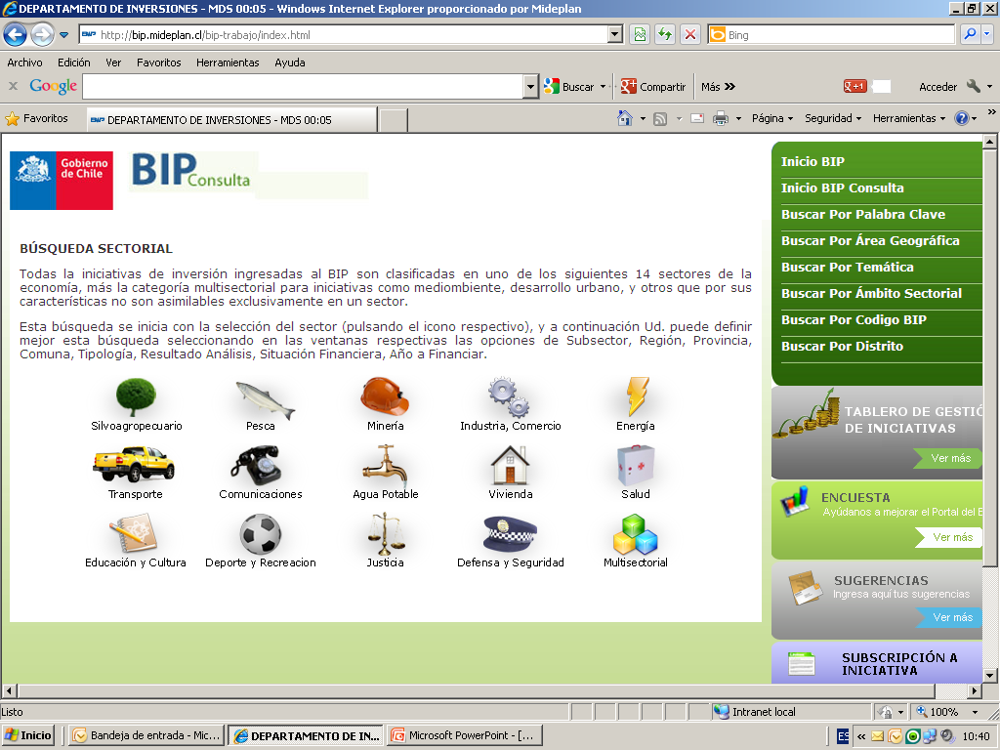 DEPARTAMENTO DE INVERSIONES - MDS 00:05 - Windows Internet Explorer proporcionado por Mideplan
http://bip.mideplan.cl/bip-trabajo/index.html
Bing
Archivo Edición Ver Favoritos Herramientas Ayuda
x Google Buscar Compartir Más » +1 Acceder
Favoritos BIP DEPARTAMENTO DE INVERSIONES - MDS 00:05 Página Seguridad Herramientas »
Gobierno de Chile
BIP Consulta
BÚSQUEDA SECTORIAL
Todas la iniciativas de inversión ingresadas al BIP son clasificadas en uno de los siguientes 14 sectores de la
economía, más la categoría multisectorial para iniciativas como mediombiente, desarrollo urbano, y otros que por sus
características no son asimilables exclusivamente en un sector.
Esta búsqueda se inicia con la selección del sector (pulsando el icono respectivo), y a continuación Ud. puede definir
mejor esta búsqueda seleccionando en las ventanas respectivas las opciones de Subsector, Región, Provincia,
Comuna, Tipología, Resultado Análisis, Situación Financiera, Año a Financiar.
Silvoagropecuario Pesca Minería Industria, Comercio Energía
Transporte Comunicaciones Agua Potable Vivienda Salud
Educación y Cultura Deporte y Recreacion Justicia Defensa y Seguridad Multisectorial
Inicio BIP
Inicio BIP Consulta
Buscar Por Palabra Clave
Buscar Por Área Geográfica
Buscar Por Temática
Buscar Por Ámbito Sectorial
Buscar Por Codigo BIP
Buscar Por Distrito
TABLERO DE GESTIÓ
DE INICIATIVAS
Ver más
ENCUESTA
Ayúdanos a mejorar el Portal del B
Ver más
SUGERENCIAS
Ingresa aquí tus sugerencias
Ver más
SUBSCRIPCIÓN A
INICIATIVA
Listo Intranet local 100%
Inicio Bandeja de entrada - Mic... DEPARTAMENTO DE IN... Microsoft PowerPoint - [... ES « 10:40